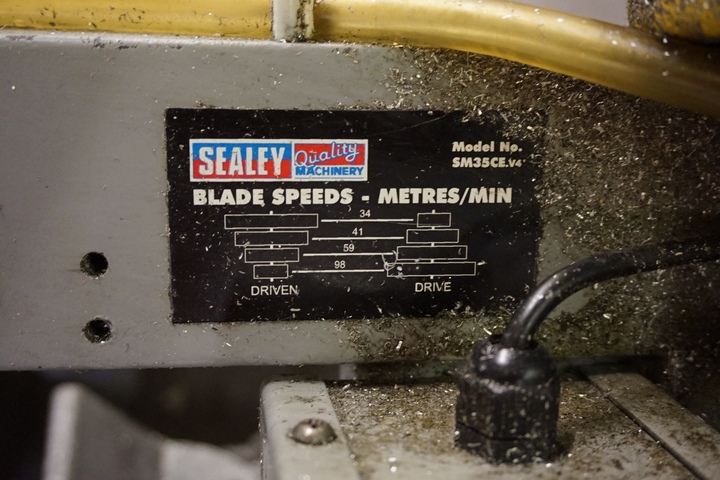 SEALEY Quality MACHINERY
Model No.
SM35CE.V4
BLADE SPEEDS - METRES/MIN
34
41
59
98
DRIVEN DRIVE